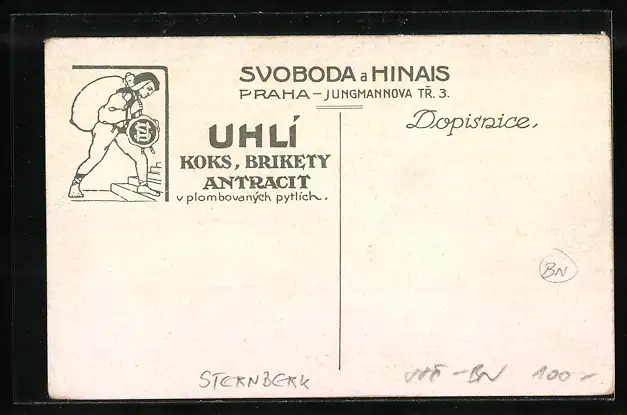 SVOBODA a HINAIS
PRAHA – JUNGMANNOVA TŘ. 3.
Dopisnice.
UHLÍ
KOKS, BRIKETY
ANTRACIT
v plombovaných pytlích.
BN
STERNBERK
100 –